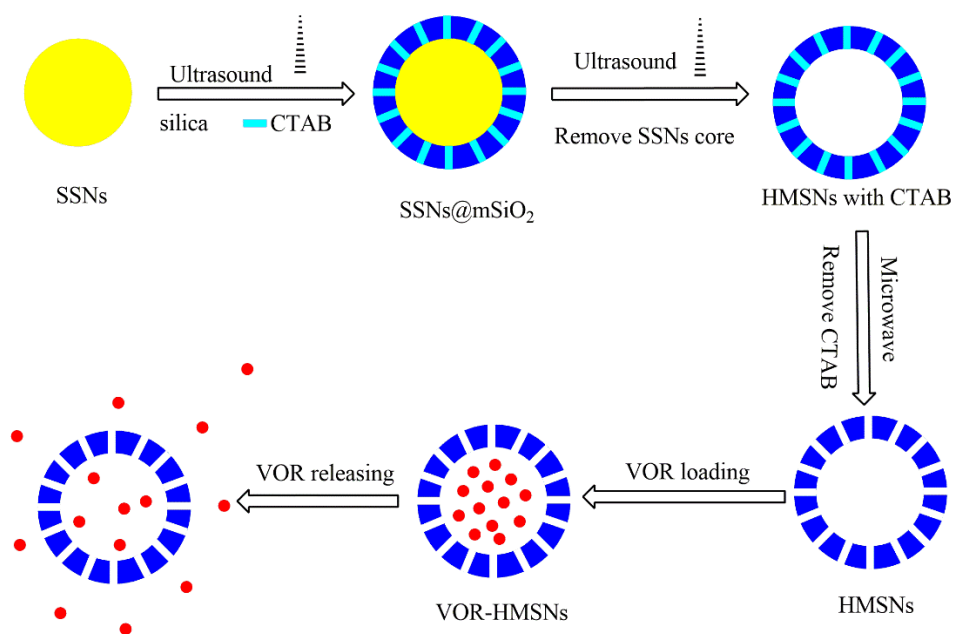 Ultrasound
silica
CTAB
SSNs
SSNs@mSiO₂
Ultrasound
Remove SSNs core
HMSNs with CTAB
Microwave
Remove CTAB
VOR releasing
VOR loading
VOR-HMSNs
HMSNs